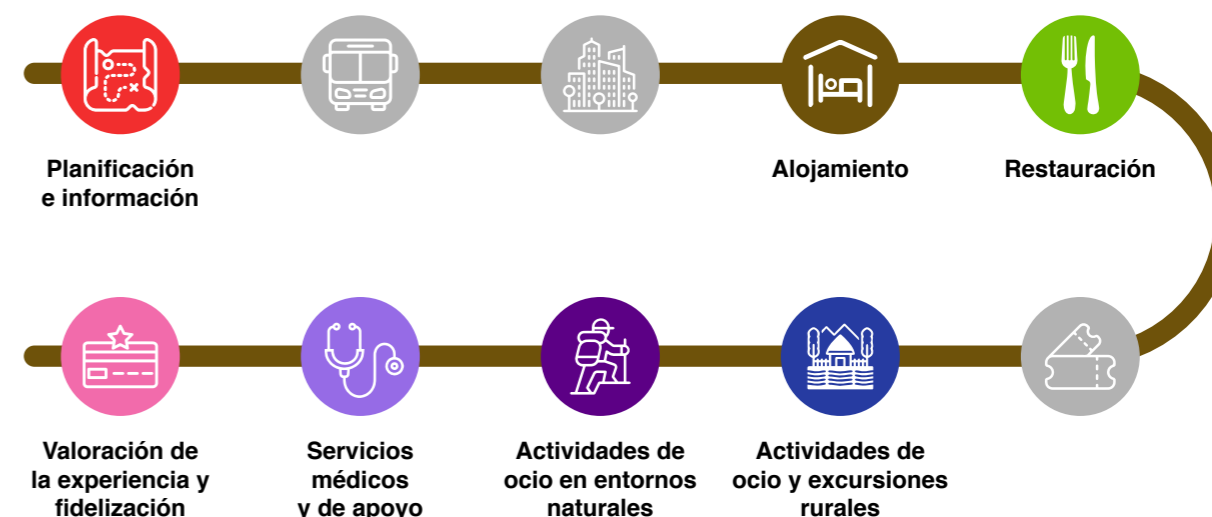 Planificación
e información
Alojamiento
Restauración
Valoración de
la experiencia y
fidelización
Servicios
médicos
y de apoyo
Actividades de
ocio en entornos
naturales
Actividades de
ocio y excursiones
rurales